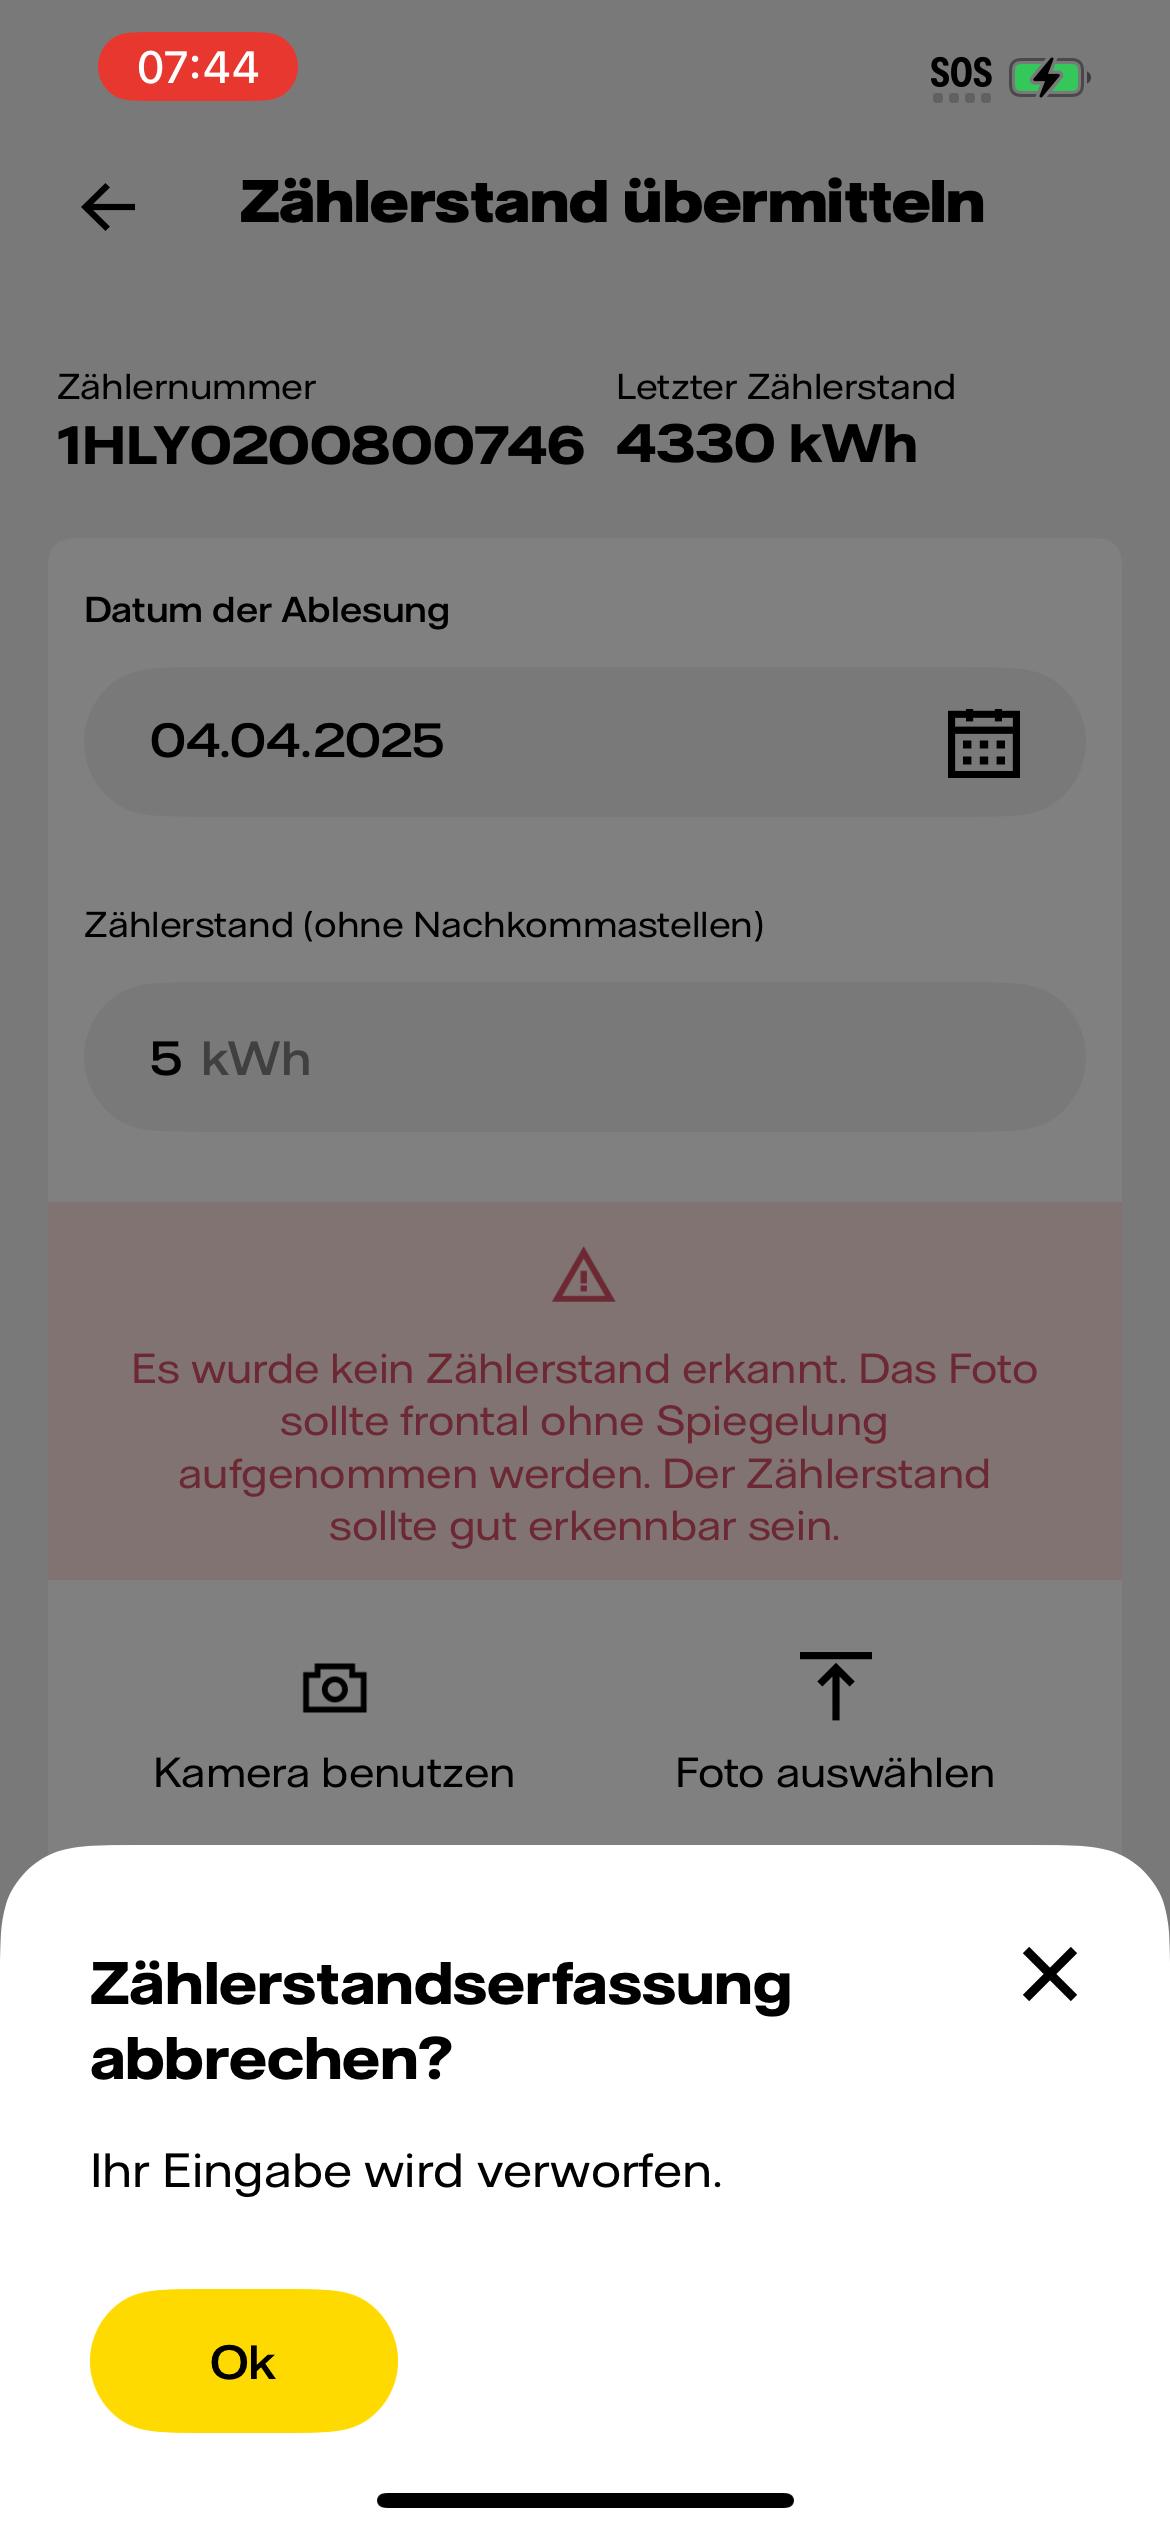 07:44
SOS
Zählerstand übermitteln
Zählernummer
1HLY0200800746
Letzter Zählerstand
4330 kWh
Datum der Ablesung
04.04.2025
Zählerstand (ohne Nachkommastellen)
5 kWh
Es wurde kein Zählerstand erkannt. Das Foto
sollte frontal ohne Spiegelung
aufgenommen werden. Der Zählerstand
sollte gut erkennbar sein.
Kamera benutzen
Foto auswählen
Zählerstandserfassung
abbrechen?
Ihr Eingabe wird verworfen.
Ok